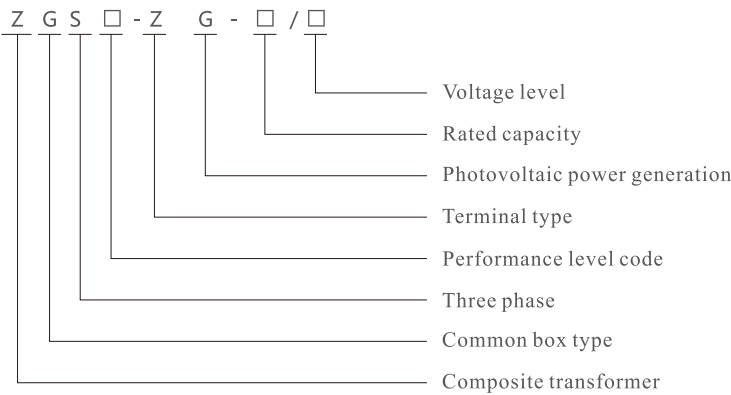 Z G S □ - Z G - □ / □
Voltage level
Rated capacity
Photovoltaic power generation
Terminal type
Performance level code
Three phase
Common box type
Composite transformer